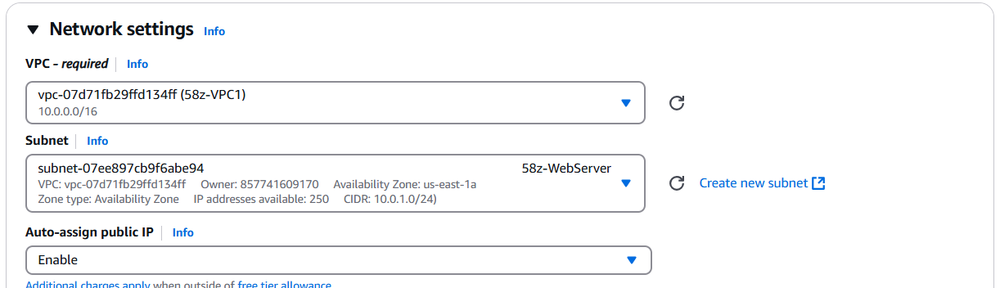 Network settings Info
VPC - required Info
vpc-07d71fb29ffd134ff (58z-VPC1)
10.0.0.0/16
Subnet Info
subnet-07ee897cb9f6abe94 58z-WebServer
VPC: vpc-07d71fb29ffd134ff Owner: 857741609170 Availability Zone: us-east-1a
Zone type: Availability Zone IP addresses available: 250 CIDR: 10.0.1.0/24)
Create new subnet
Auto-assign public IP Info
Enable
Additional charges apply when outside of free tier allowance